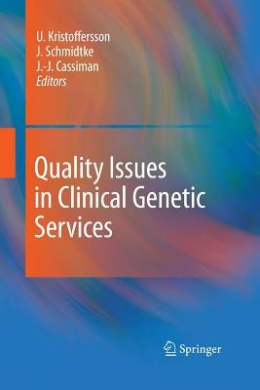 U. Kristoffersson
J. Schmidtke
J.-J. Cassiman
Editors
Quality Issues
in Clinical Genetic
Services
Springer